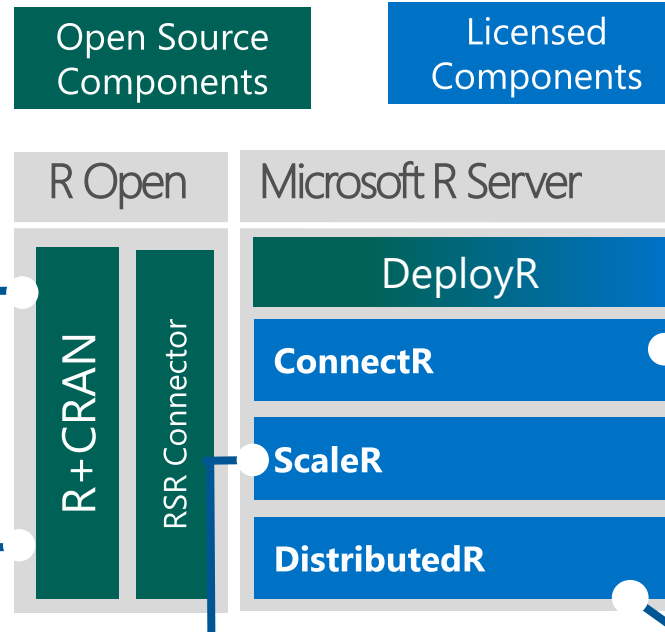 Open Source
Components
Licensed
Components
R Open
Microsoft R Server
R+CRAN
RSR Connector
DeployR
ConnectR
ScaleR
DistributedR